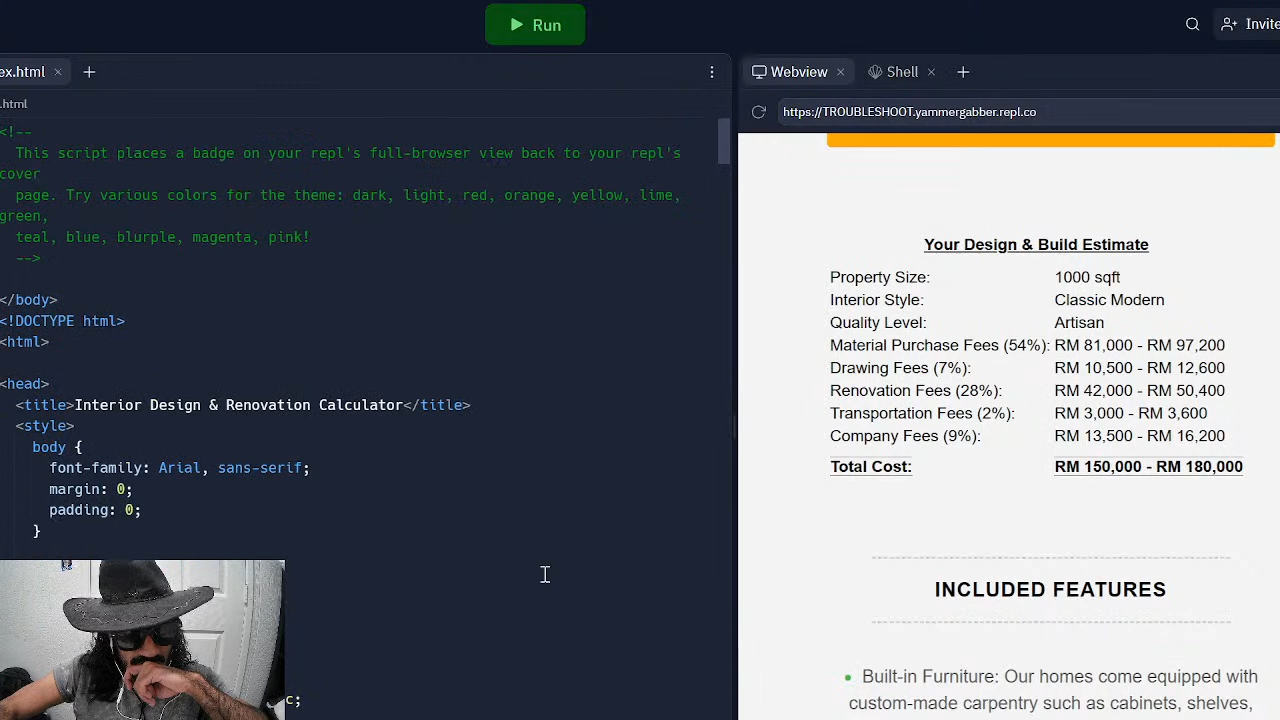 Run
Invite
ex.html
Webview
Shell
.html
https://TROUBLESHOOT.yammergabber.repl.co
<!--
This script places a badge on your repl's full-browser view back to your repl's
cover
page. Try various colors for the theme: dark, light, red, orange, yellow, lime,
green,
teal, blue, blurple, magenta, pink!
-->
</body>
<!DOCTYPE html>
<html>
<head>
<title>Interior Design & Renovation Calculator</title>
<style>
body {
font-family: Arial, sans-serif;
margin: 0;
padding: 0;
}
c;
Your Design & Build Estimate
Property Size: 1000 sqft
Interior Style: Classic Modern
Quality Level: Artisan
Material Purchase Fees (54%): RM 81,000 - RM 97,200
Drawing Fees (7%): RM 10,500 - RM 12,600
Renovation Fees (28%): RM 42,000 - RM 50,400
Transportation Fees (2%): RM 3,000 - RM 3,600
Company Fees (9%): RM 13,500 - RM 16,200
Total Cost: RM 150,000 - RM 180,000
INCLUDED FEATURES
Built-in Furniture: Our homes come equipped with
custom-made carpentry such as cabinets, shelves,